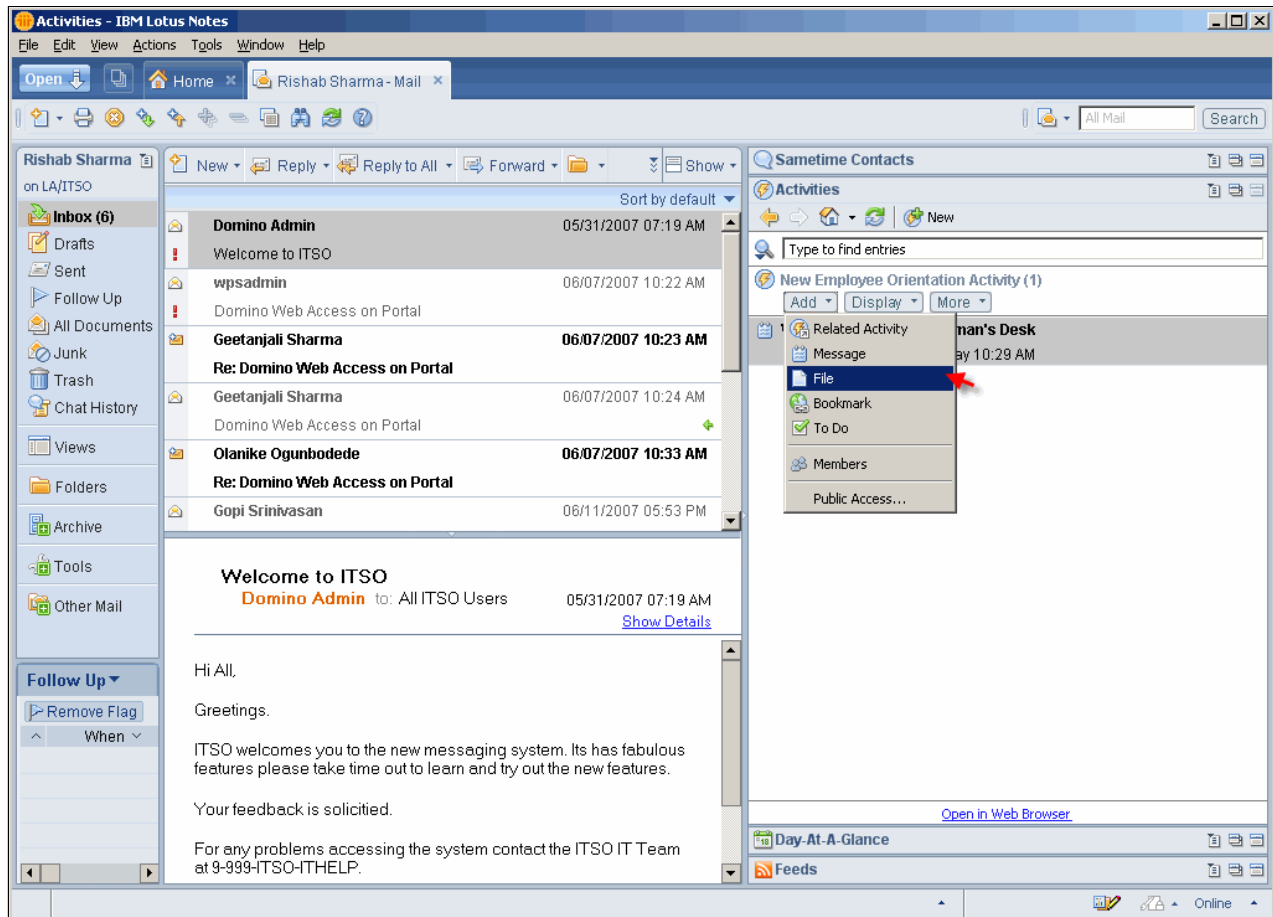 Activities - IBM Lotus Notes
File Edit View Actions Tools Window Help
Open Home Rishab Sharma - Mail
All Mail Search
Rishab Sharma
on LA/ITSO
Inbox (6)
Drafts
Sent
Follow Up
All Documents
Junk
Trash
Chat History
Views
Folders
Archive
Tools
Other Mail
Follow Up
Remove Flag
When
New Reply Reply to All Forward Show
Sort by default
Domino Admin 05/31/2007 07:19 AM
Welcome to ITSO
wpsadmin 06/07/2007 10:22 AM
Domino Web Access on Portal
Geetanjali Sharma 06/07/2007 10:23 AM
Re: Domino Web Access on Portal
Geetanjali Sharma 06/07/2007 10:24 AM
Domino Web Access on Portal
Olanike Ogunbodede 06/07/2007 10:33 AM
Re: Domino Web Access on Portal
Gopi Srinivasan 06/11/2007 05:53 PM
Welcome to ITSO
Domino Admin to: All ITSO Users 05/31/2007 07:19 AM
Show Details
Hi All,
Greetings.
ITSO welcomes you to the new messaging system. Its has fabulous
features please take time out to learn and try out the new features.
Your feedback is solicitied.
For any problems accessing the system contact the ITSO IT Team
at 9-999-ITSO-ITHELP.
Sametime Contacts
Activities
New
Type to find entries
New Employee Orientation Activity (1)
Add Display More
man's Desk
ay 10:29 AM
Related Activity
Message
File
Bookmark
To Do
Members
Public Access...
Open in Web Browser
Day-At-A-Glance
Feeds
Online